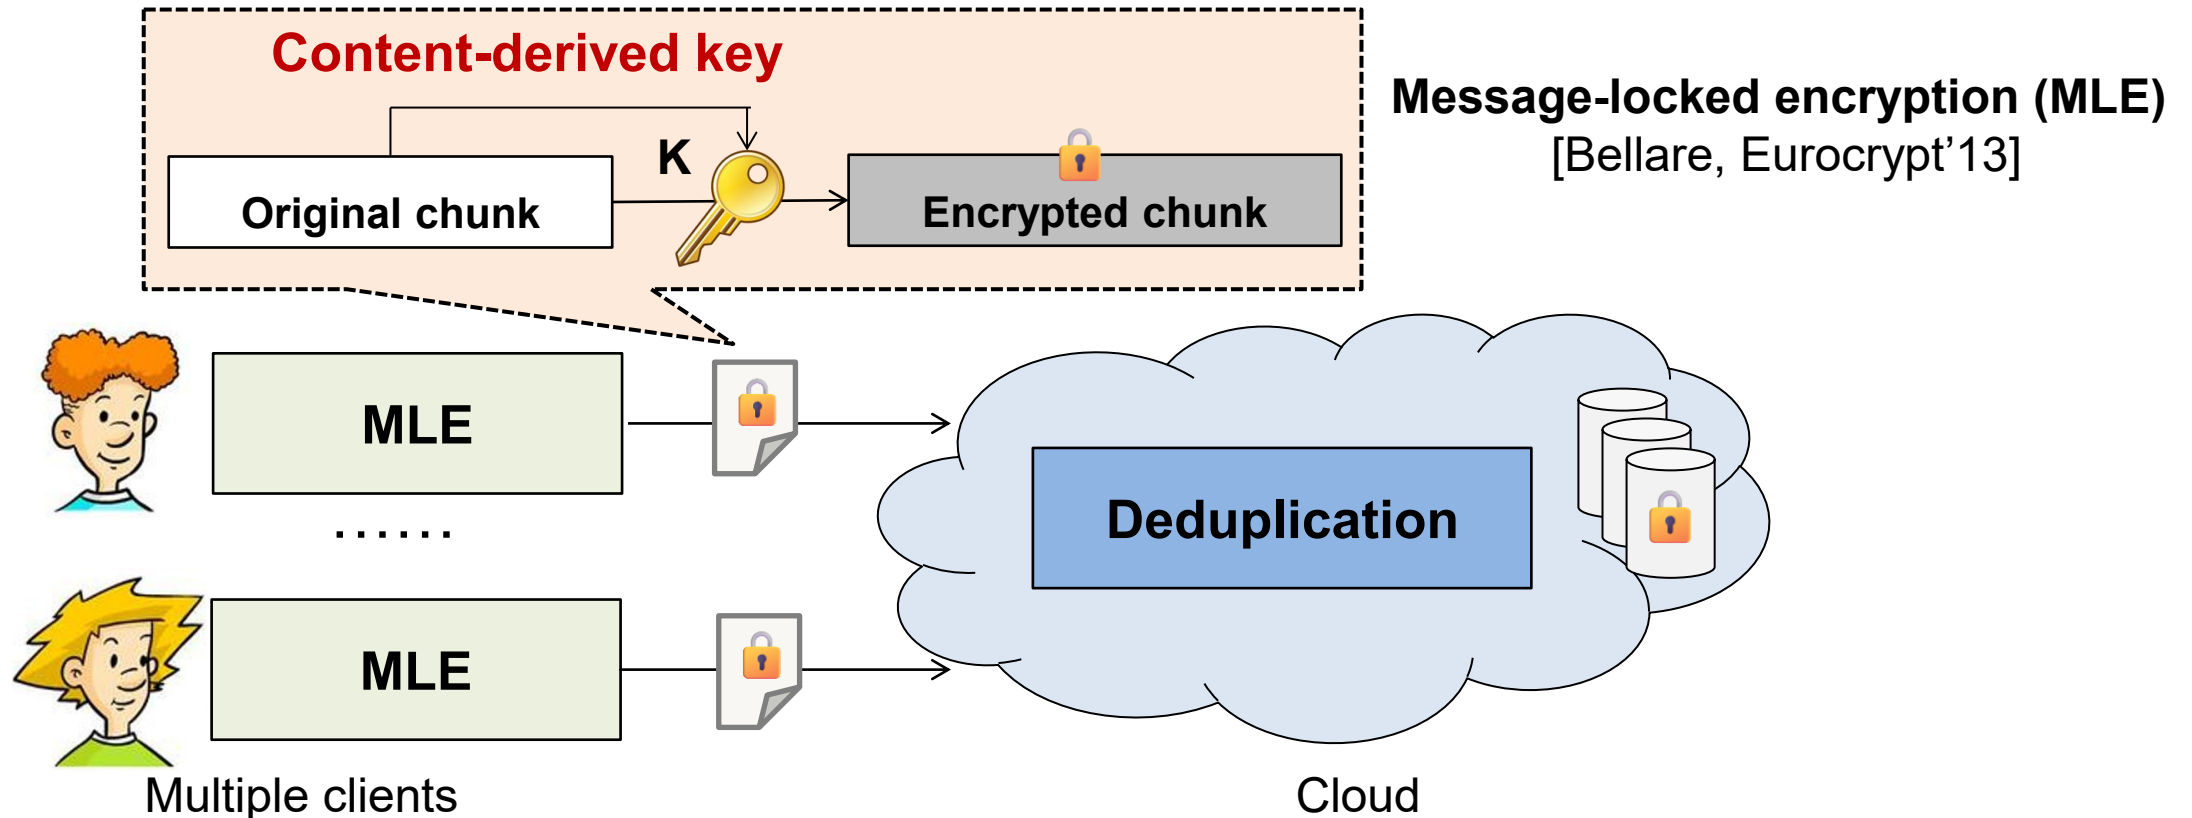 Content-derived key
Message-locked encryption (MLE)
[Bellare, Eurocrypt’13]
K
Original chunk
Encrypted chunk
MLE
......
Deduplication
MLE
Multiple clients
Cloud